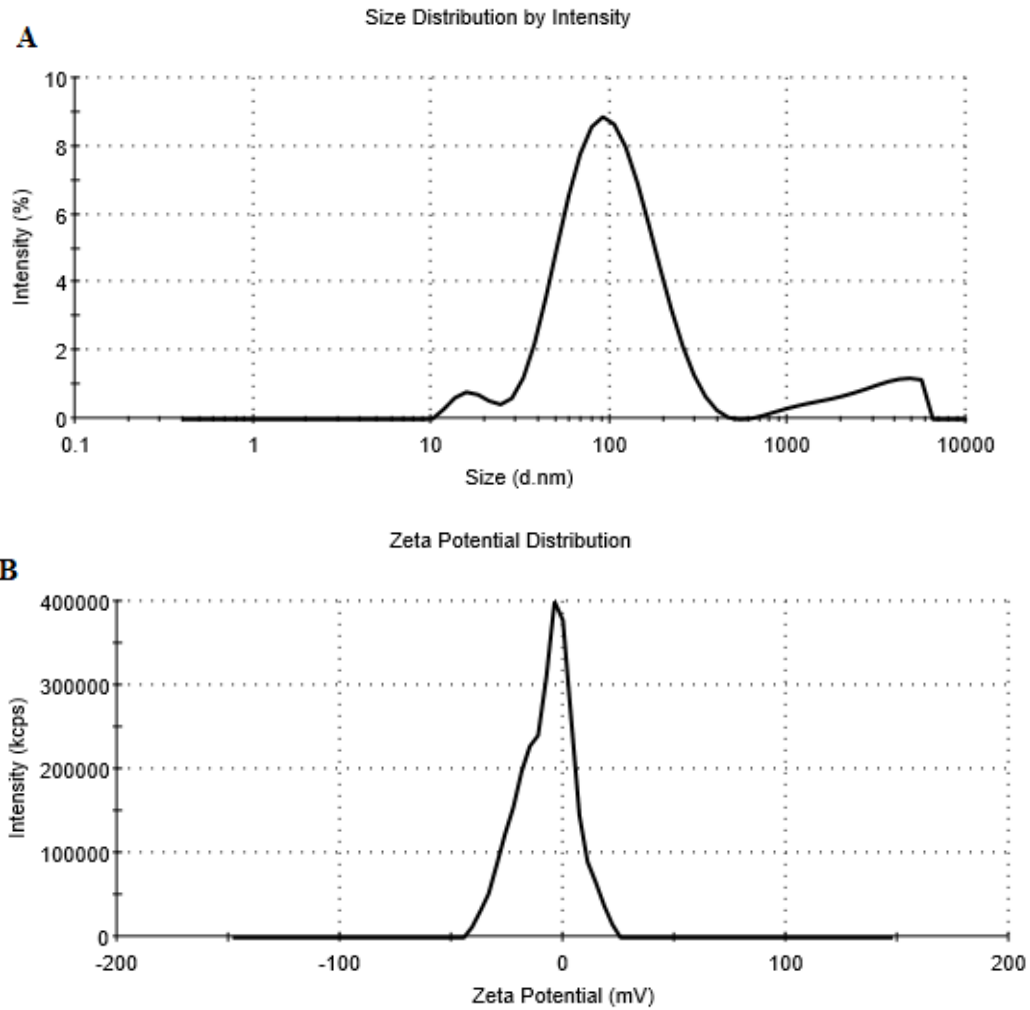 Size Distribution by Intensity
A
10
8
6
4
2
0
Intensity (%)
0.1 1 10 100 1000 10000
Size (d.nm)
Zeta Potential Distribution
B
400000
300000
200000
100000
0
Intensity (kcps)
-200 -100 0 100 200
Zeta Potential (mV)